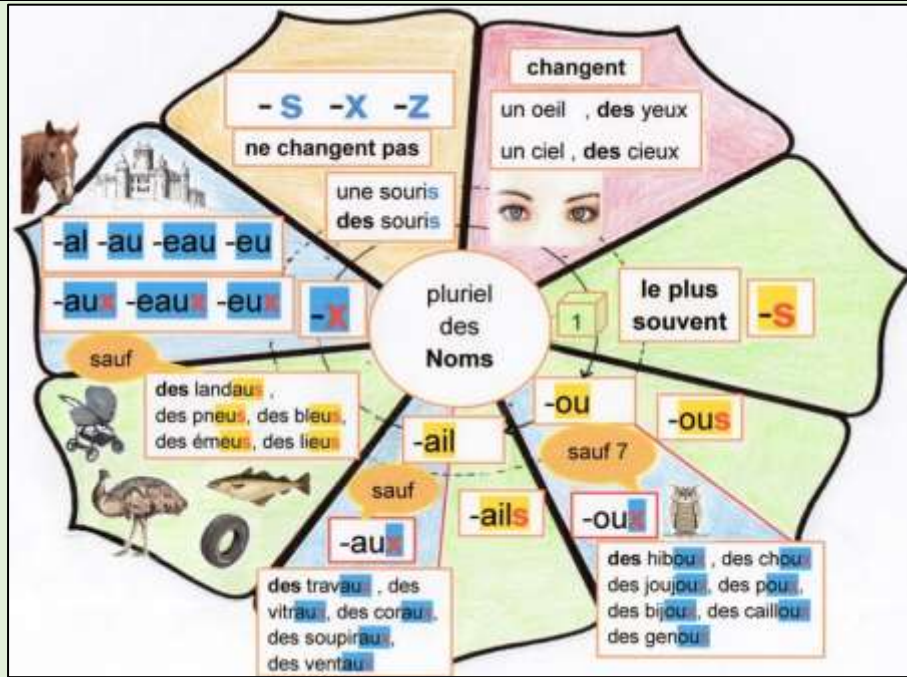 -s -x -z
ne changent pas
une souris
des souris
changent
un oeil , des yeux
un ciel , des cieux
-al -au -eau -eu
-aux -eaux -eux
-x
pluriel
des
Noms
1
le plus
souvent
-s
sauf
des landaus ,
des pneus, des bleus,
des émeus, des lieus
-ail
sauf
-aux
-ails
des travaux , des
vitraux, des coraux,
des soupiraux,
des ventaux
-ou
-ous
sauf 7
-oux
des hiboux , des choux
des joujoux, des poux,
des bijoux, des cailloux
des genoux